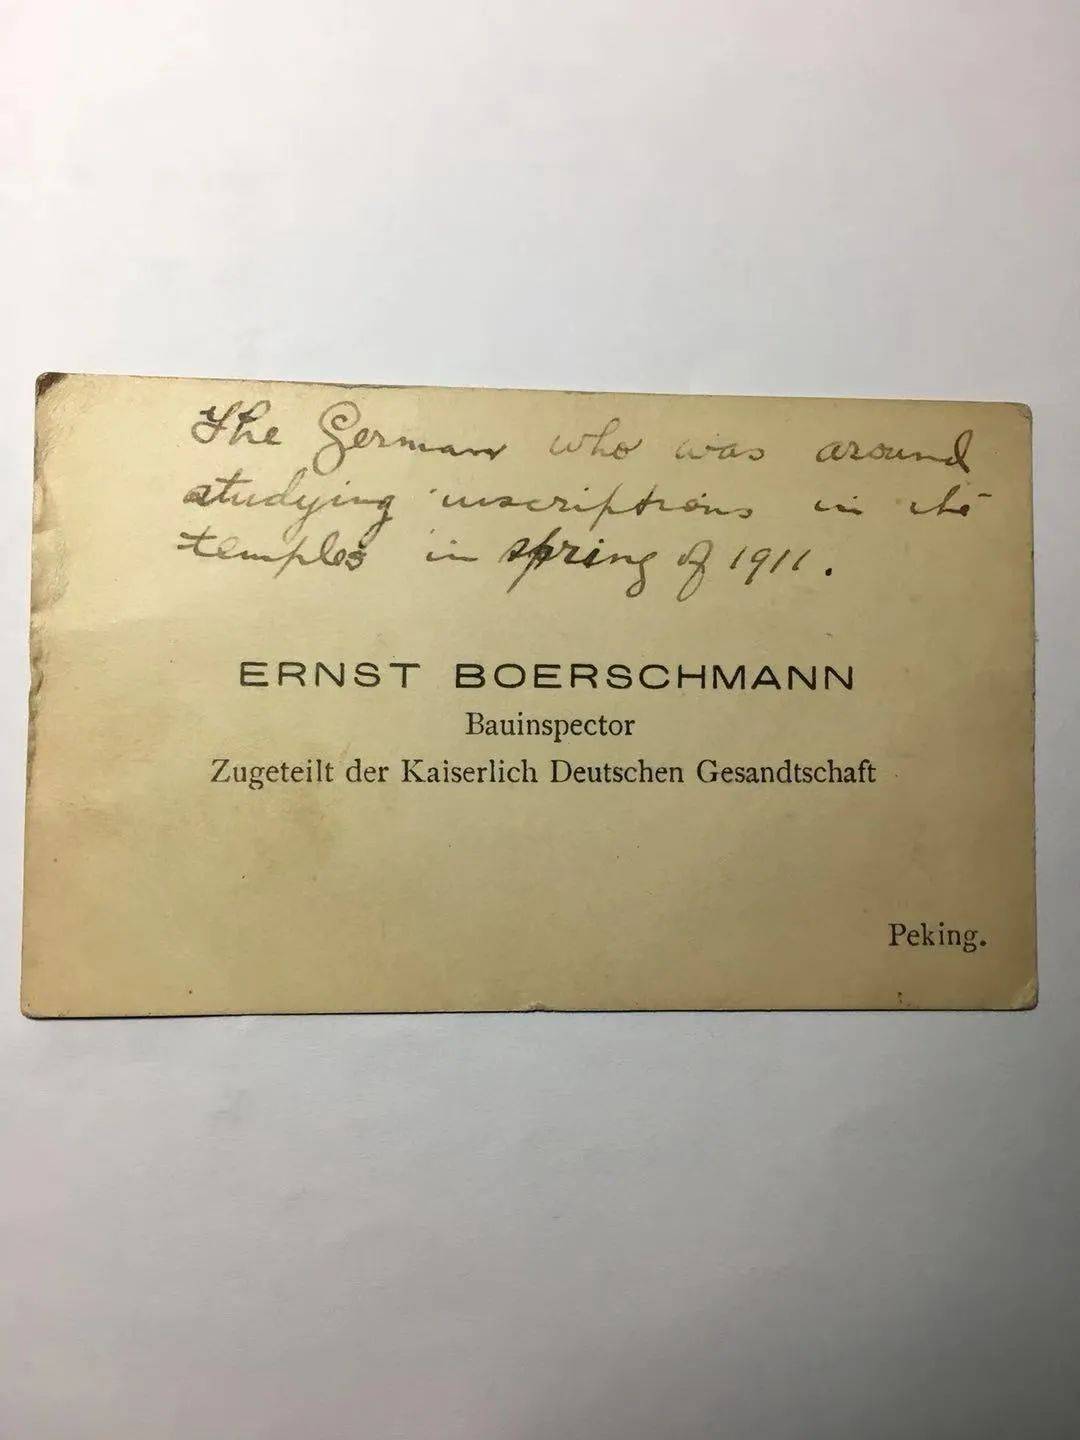 The German who was around
studying inscriptions in the
temples in spring of 1911.
ERNST BOERSCHMANN
Bauinspector
Zugeteilt der Kaiserlich Deutschen Gesandtschaft
Peking.